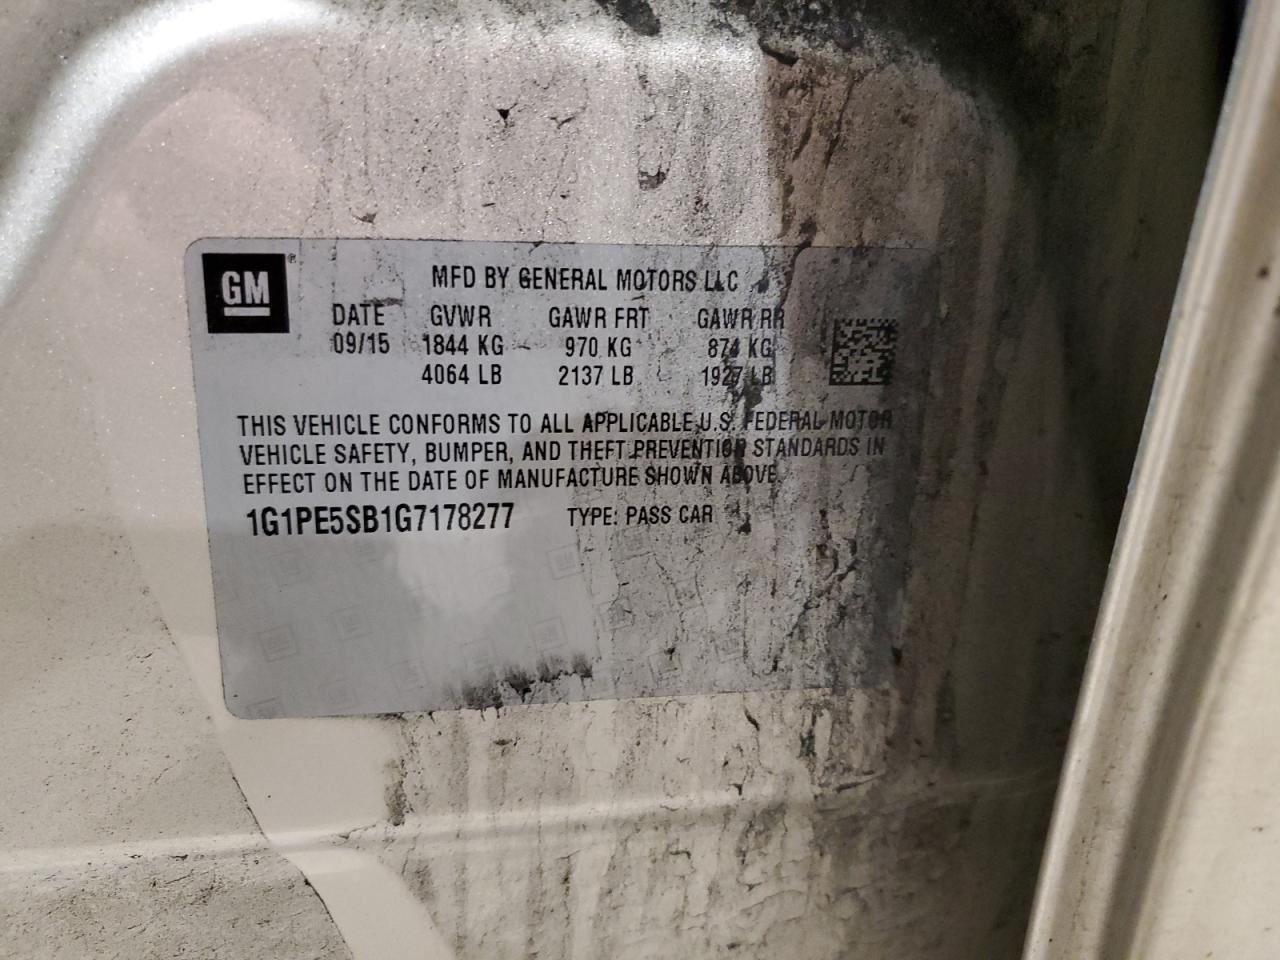 GM ®
MFD BY GENERAL MOTORS LLC
DATE GVWR GAWR FRT GAWR RR
09/15 1844 KG 970 KG 874 KG
4064 LB 2137 LB 1927 LB
THIS VEHICLE CONFORMS TO ALL APPLICABLE U.S. FEDERAL MOTOR
VEHICLE SAFETY, BUMPER, AND THEFT PREVENTION STANDARDS IN
EFFECT ON THE DATE OF MANUFACTURE SHOWN ABOVE.
1G1PE5SB1G7178277 TYPE: PASS CAR